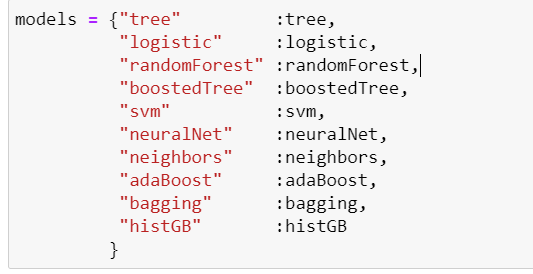 models = {"tree"         :tree,
          "logistic"     :logistic,
          "randomForest" :randomForest,
          "boostedTree"  :boostedTree,
          "svm"          :svm,
          "neuralNet"    :neuralNet,
          "neighbors"    :neighbors,
          "adaBoost"     :adaBoost,
          "bagging"      :bagging,
          "histGB"       :histGB
         }